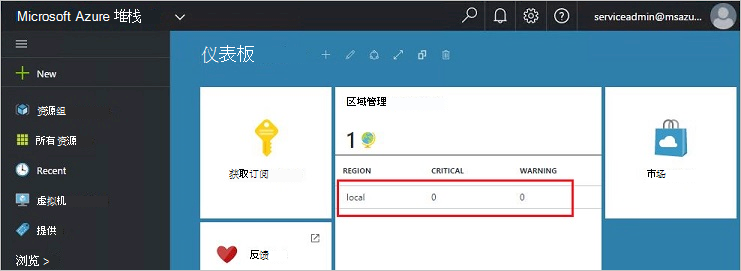 Microsoft Azure 堆栈
serviceadmin@msazu...
仪表板
New
资源组
所有资源
Recent
虚拟机
提供
浏览 >
获取订阅
反馈
区域管理
1
REGION CRITICAL WARNING
local 0 0
市场